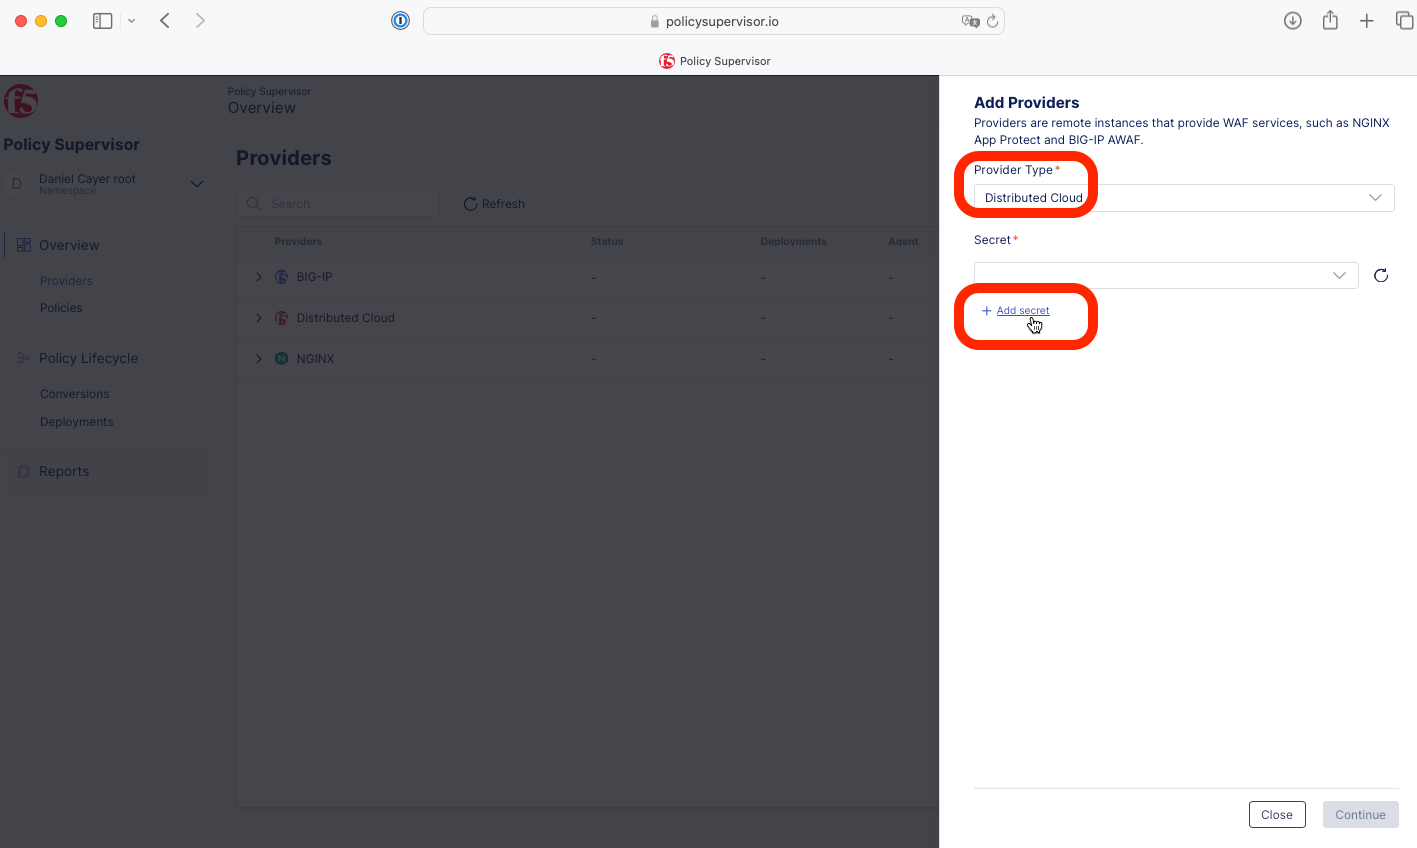 policysupervisor.io
Policy Supervisor
f5
Policy Supervisor
Overview
Policy Supervisor
D
Daniel Cayer root
Namespace
Overview
Providers
Policies
Policy Lifecycle
Conversions
Deployments
Reports
Providers
Search
Refresh
Providers Status Deployments Agent
BIG-IP - - -
Distributed Cloud - - -
NGINX - - -
Add Providers
Providers are remote instances that provide WAF services, such as NGINX
App Protect and BIG-IP AWAF.
Provider Type*
Distributed Cloud
Secret*
+ Add secret
Close
Continue